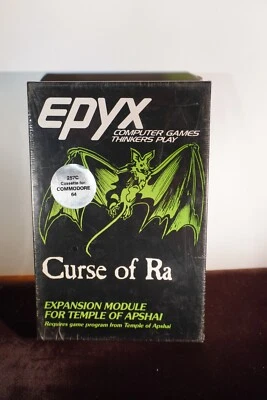 EPYX
COMPUTER GAMES
THINKERS PLAY
257C
Cassette for
COMMODORE
64
Curse of Ra
EXPANSION MODULE
FOR TEMPLE OF APSHAI
Requires game program from Temple of Apshai